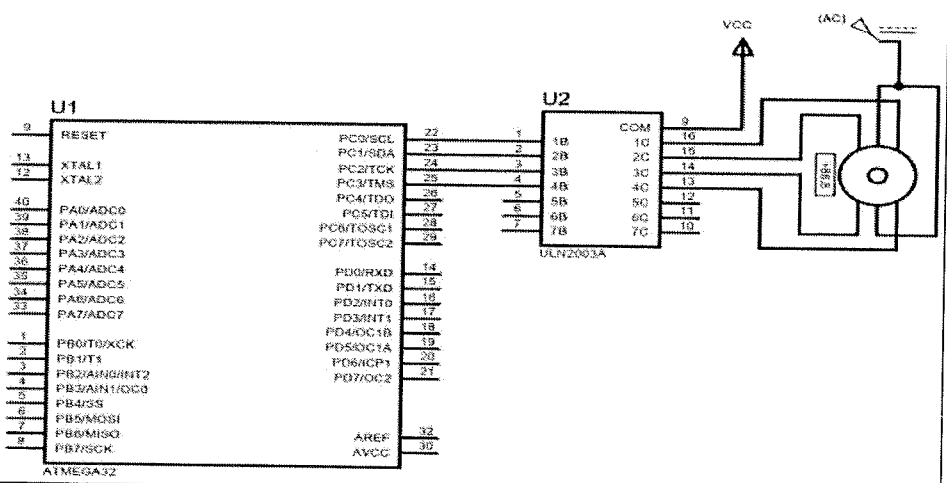 VCC
(AC)
U1
U2
9 RESET
13 XTAL1
12 XTAL2
40 PA0/ADC0
39 PA1/ADC1
38 PA2/ADC2
37 PA3/ADC3
36 PA4/ADC4
35 PA5/ADC5
34 PA6/ADC6
33 PA7/ADC7
1 PB0/T0/XCK
2 PB1/T1
3 PB2/AIN0/INT2
4 PB3/AIN1/OC0
5 PB4/SS
6 PB5/MOSI
7 PB6/MISO
8 PB7/SCK
PC0/SCL 22
PC1/SDA 23
PC2/TCK 24
PC3/TMS 25
PC4/TDO 26
PC5/TDI 27
PC6/TOSC1 28
PC7/TOSC2 29
PD0/RXD 14
PD1/TXD 15
PD2/INT0 16
PD3/INT1 17
PD4/OC1B 18
PD5/OC1A 19
PD6/ICP1 20
PD7/OC2 21
AREF 32
AVCC 30
ATMEGA32
1 1B
2 2B
3 3B
4 4B
5 5B
6 6B
7 7B
COM 9
1C 16
2C 15
3C 14
4C 13
5C 12
6C 11
7C 10
ULN2003A
+88.8